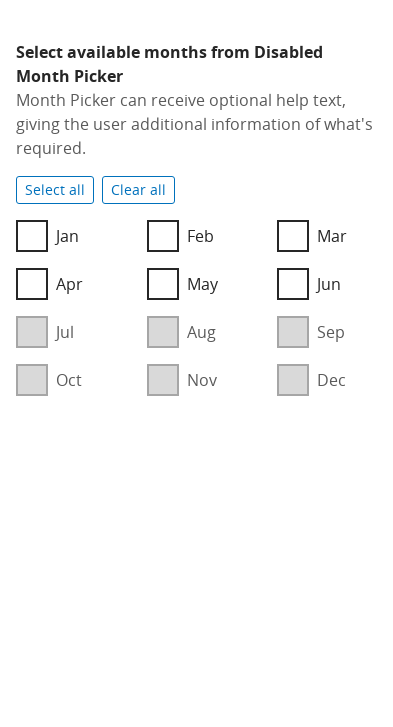 Select available months from Disabled
Month Picker
Month Picker can receive optional help text,
giving the user additional information of what's
required.
Select all Clear all
Jan Feb Mar
Apr May Jun
Jul Aug Sep
Oct Nov Dec